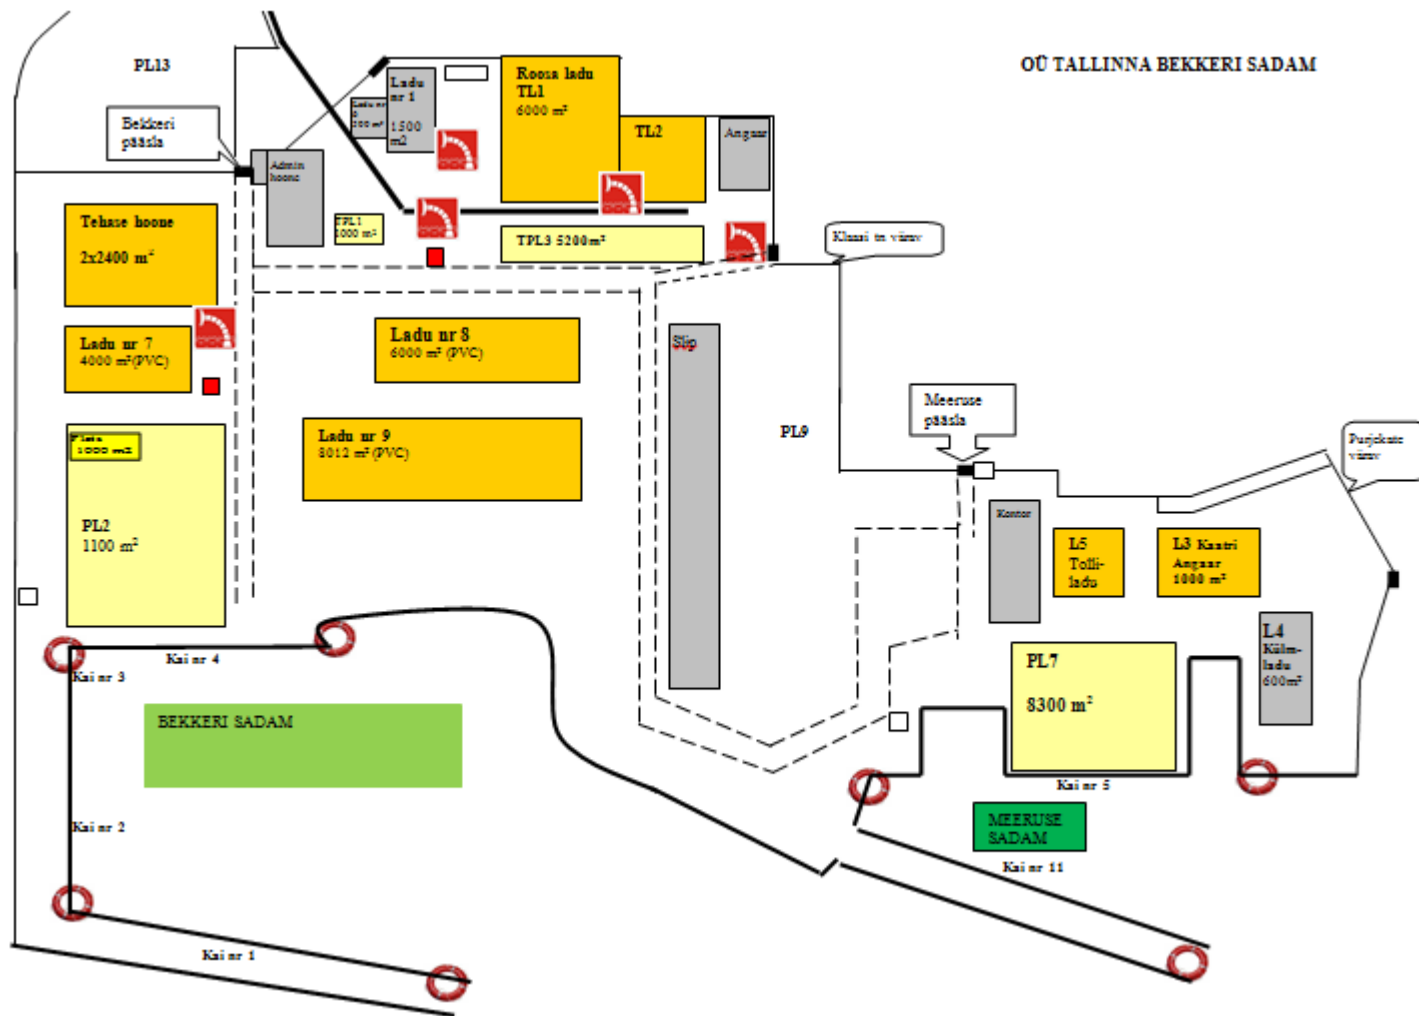 OÜ TALLINNA BEKKERI SADAM
PL13
Bekkeri
pääsla
Ladu
nr 1
1500
m2
Ladu nr
Roosa ladu
TL1
6000 m²
TL2
Angaar
Admin
hoone
TPL1
1000 m²
TPL3 5200m²
Klaasi tn värav
Tehase hoone
2x2400 m²
Ladu nr 7
4000 m²(PVC)
Ladu nr 8
6000 m² (PVC)
Ladu nr 9
8012 m² (PVC)
Slip
PL9
Meeruse
pääsla
Purjekate
värav
1000 m2
PL2
1100 m²
Kontor
L5
Tolli-
ladu
L3 Kaatri
Angaar
1000 m²
L4
Külm-
ladu
600m²
PL7
8300 m²
Kai nr 4
Kai nr 3
BEKKERI SADAM
Kai nr 2
Kai nr 5
MEERUSE
SADAM
Kai nr 11
Kai nr 1